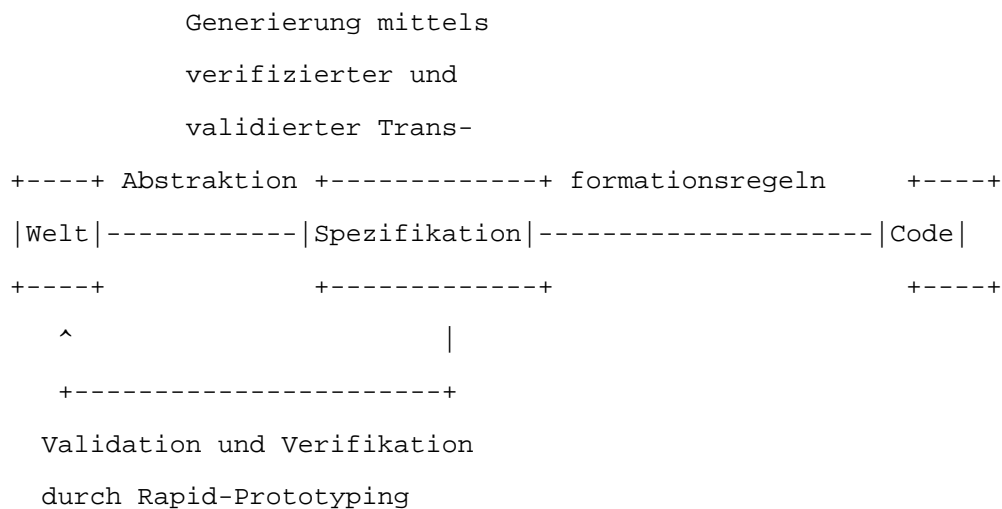 Generierung mittels
verifizierter und
validierter Trans-
+----+ Abstraktion +-------------+ formationsregeln +----+
|Welt|------------|Spezifikation|---------------------|Code|
+----+ +-------------+ +----+
^ |
+-----------------------+
Validation und Verifikation
durch Rapid-Prototyping